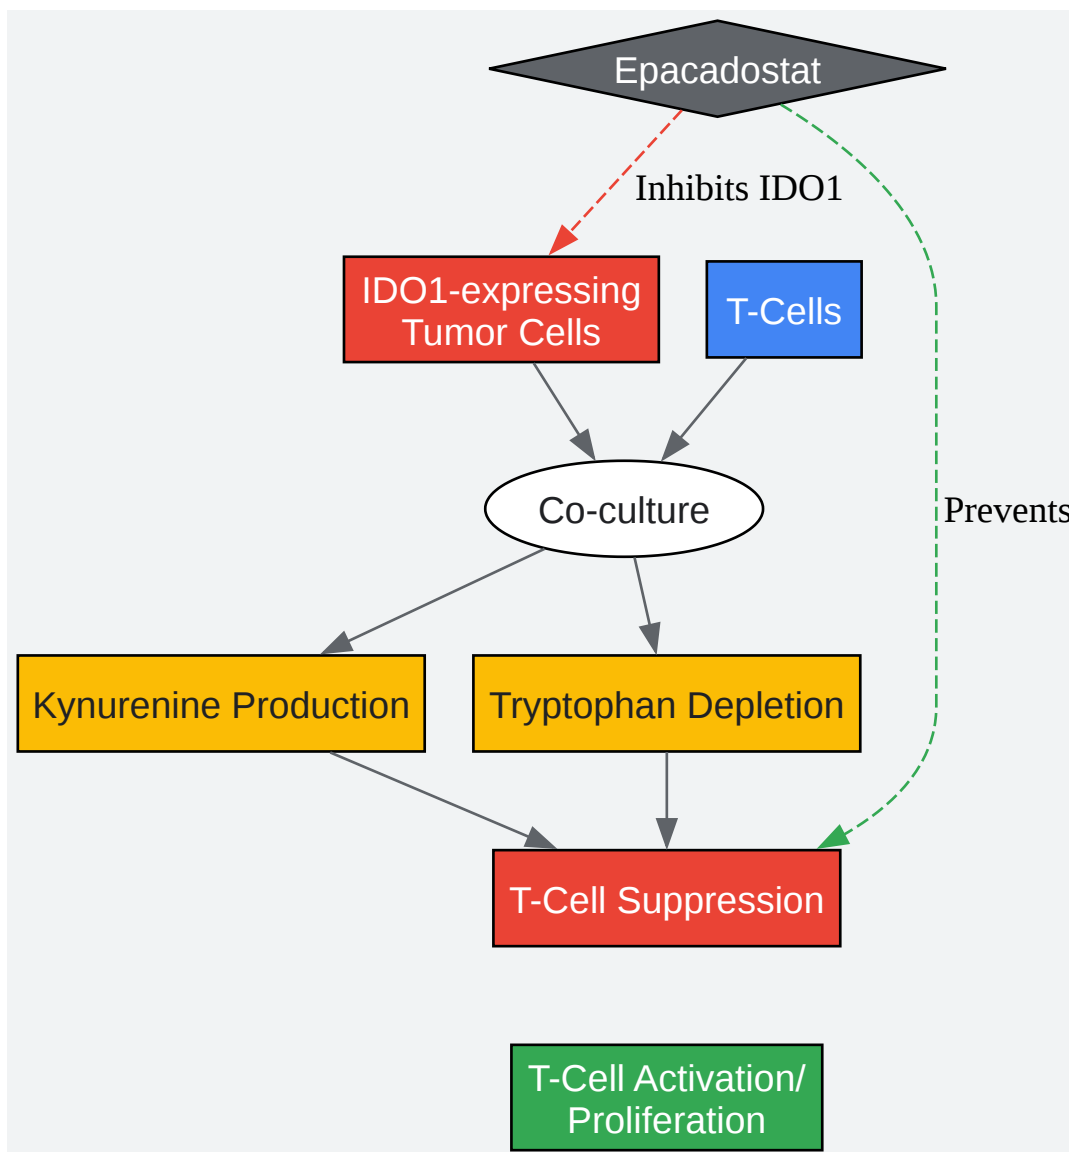 Epacadostat
Inhibits IDO1
IDO1-expressing
Tumor Cells
T-Cells
Co-culture
Prevents
Kynurenine Production
Tryptophan Depletion
T-Cell Suppression
T-Cell Activation/
Proliferation